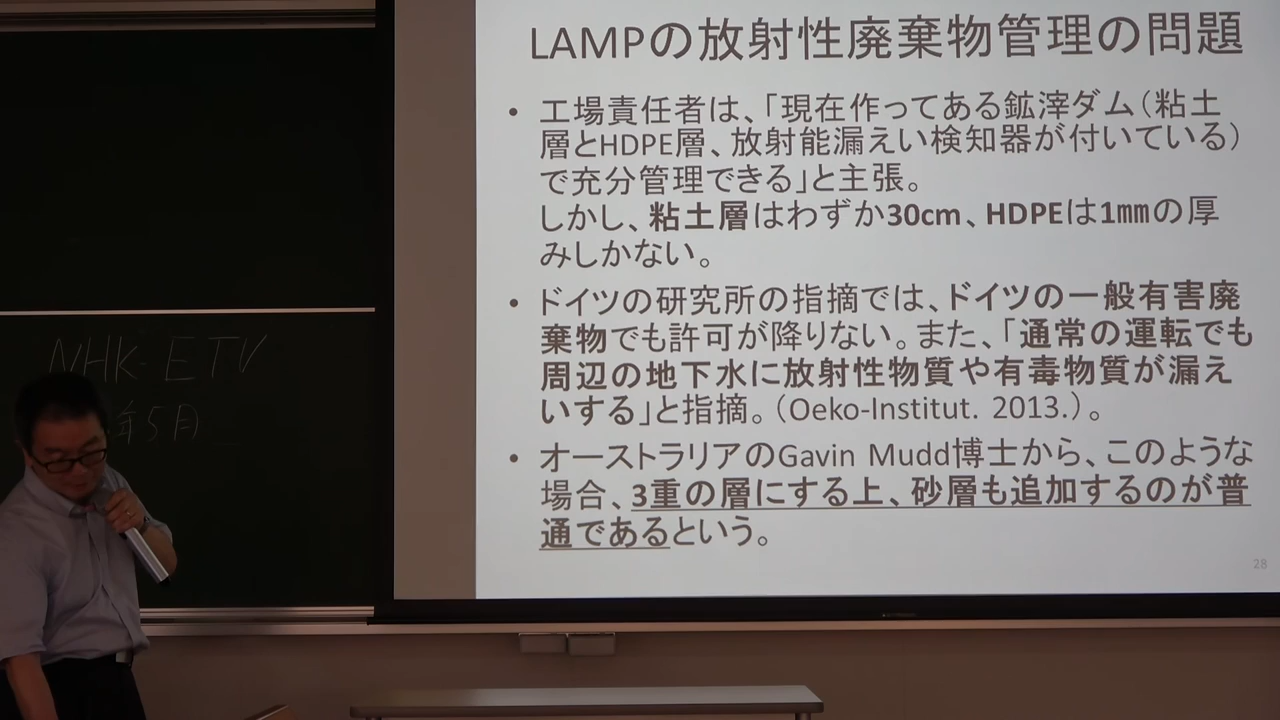 LAMPの放射性廃棄物管理の問題
• 工場責任者は、「現在作ってある鉱滓ダム（粘土
層とHDPE層、放射能漏えい検知器が付いている）
で充分管理できる」と主張。
しかし、粘土層はわずか30cm、HDPEは1㎜の厚
みしかない。
• ドイツの研究所の指摘では、ドイツの一般有害廃
棄物でも許可が降りない。また、「通常の運転でも
周辺の地下水に放射性物質や有毒物質が漏え
いする」と指摘。（Oeko-Institut. 2013.）。
• オーストラリアのGavin Mudd博士から、このような
場合、3重の層にする上、砂層も追加するのが普
通であるという。
28
NHK-ETV
年5月